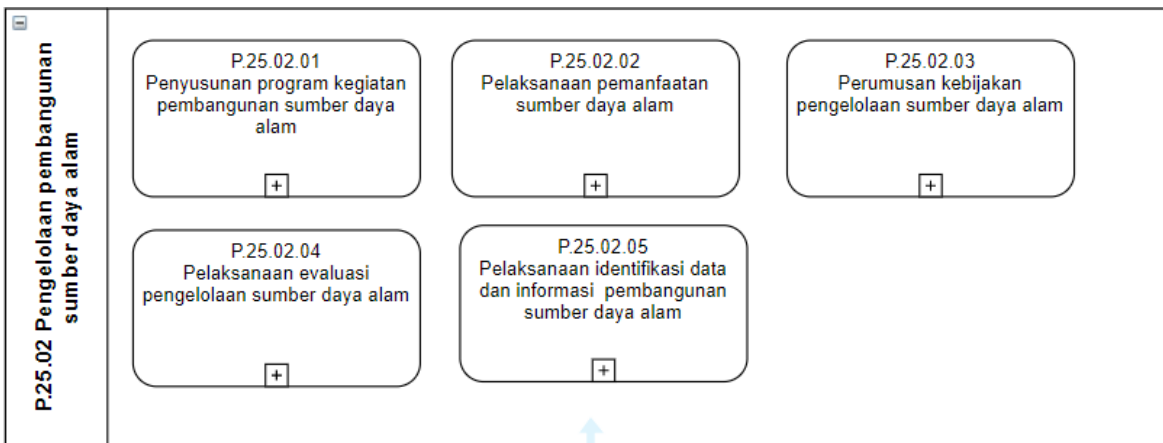 P.25.02 Pengelolaan pembangunan
sumber daya alam
P.25.02.01
Penyusunan program kegiatan
pembangunan sumber daya
alam
P.25.02.02
Pelaksanaan pemanfaatan
sumber daya alam
P.25.02.03
Perumusan kebijakan
pengelolaan sumber daya alam
P.25.02.04
Pelaksanaan evaluasi
pengelolaan sumber daya alam
P.25.02.05
Pelaksanaan identifikasi data
dan informasi pembangunan
sumber daya alam